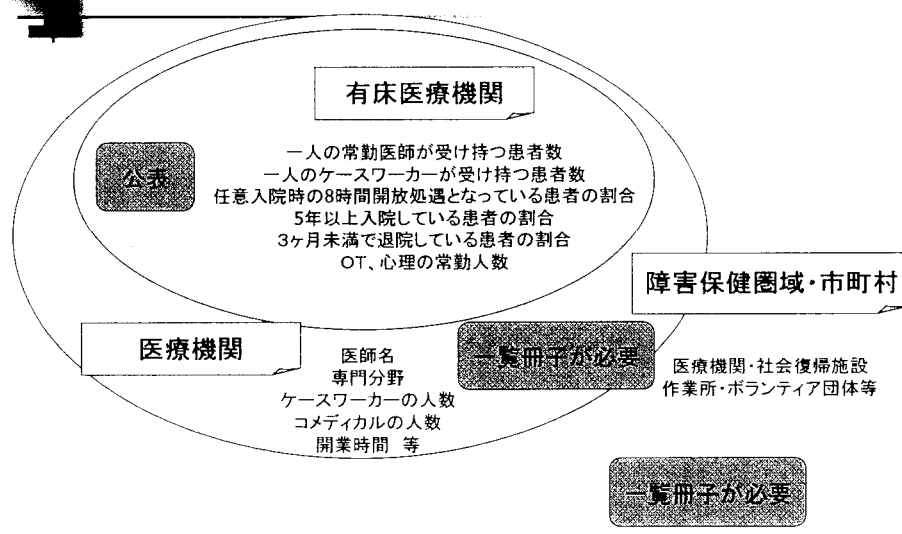 有床医療機関
公表
一人の常勤医師が受け持つ患者数
一人のケースワーカーが受け持つ患者数
任意入院時の8時間開放処遇となっている患者の割合
5年以上入院している患者の割合
3ヶ月未満で退院している患者の割合
OT、心理の常勤人数
医療機関
医師名
専門分野
ケースワーカーの人数
コメディカルの人数
開業時間 等
一覧冊子が必要
障害保健圏域・市町村
医療機関・社会復帰施設
作業所・ボランティア団体等
一覧冊子が必要